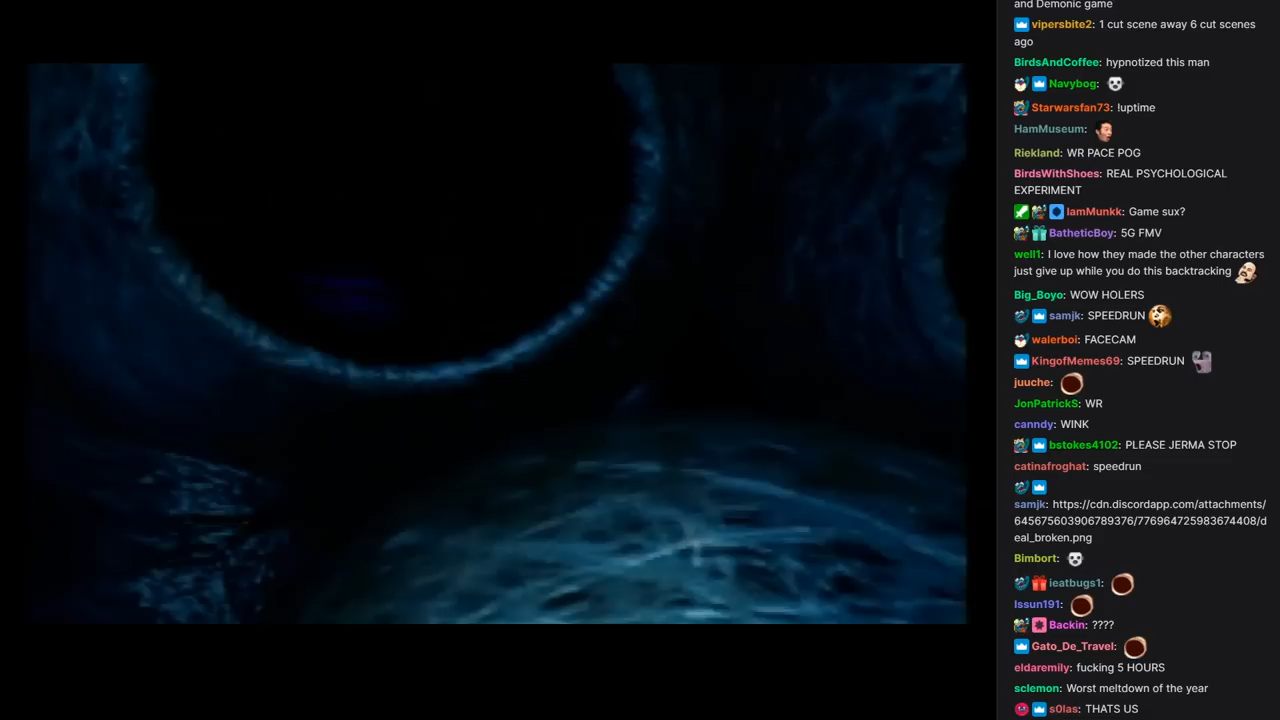 and Demonic game
vipersbite2: 1 cut scene away 6 cut scenes
ago
BirdsAndCoffee: hypnotized this man
Navybog:
Starwarsfan73: !uptime
HamMuseum:
Riekland: WR PACE POG
BirdsWithShoes: REAL PSYCHOLOGICAL
EXPERIMENT
IamMunkk: Game sux?
BatheticBoy: 5G FMV
well1: I love how they made the other characters
just give up while you do this backtracking
Big_Boyo: WOW HOLERS
samjk: SPEEDRUN
walerboi: FACECAM
KingofMemes69: SPEEDRUN
juuche:
JonPatrickS: WR
canndy: WINK
bstokes4102: PLEASE JERMA STOP
catinafroghat: speedrun
samjk: https://cdn.discordapp.com/attachments/
645675603906789376/776964725983674408/d
eal_broken.png
Bimbort:
ieatbugs1:
Issun191:
Backin: ????
Gato_De_Travel:
eldaremily: fucking 5 HOURS
sclemon: Worst meltdown of the year
s0las: THATS US